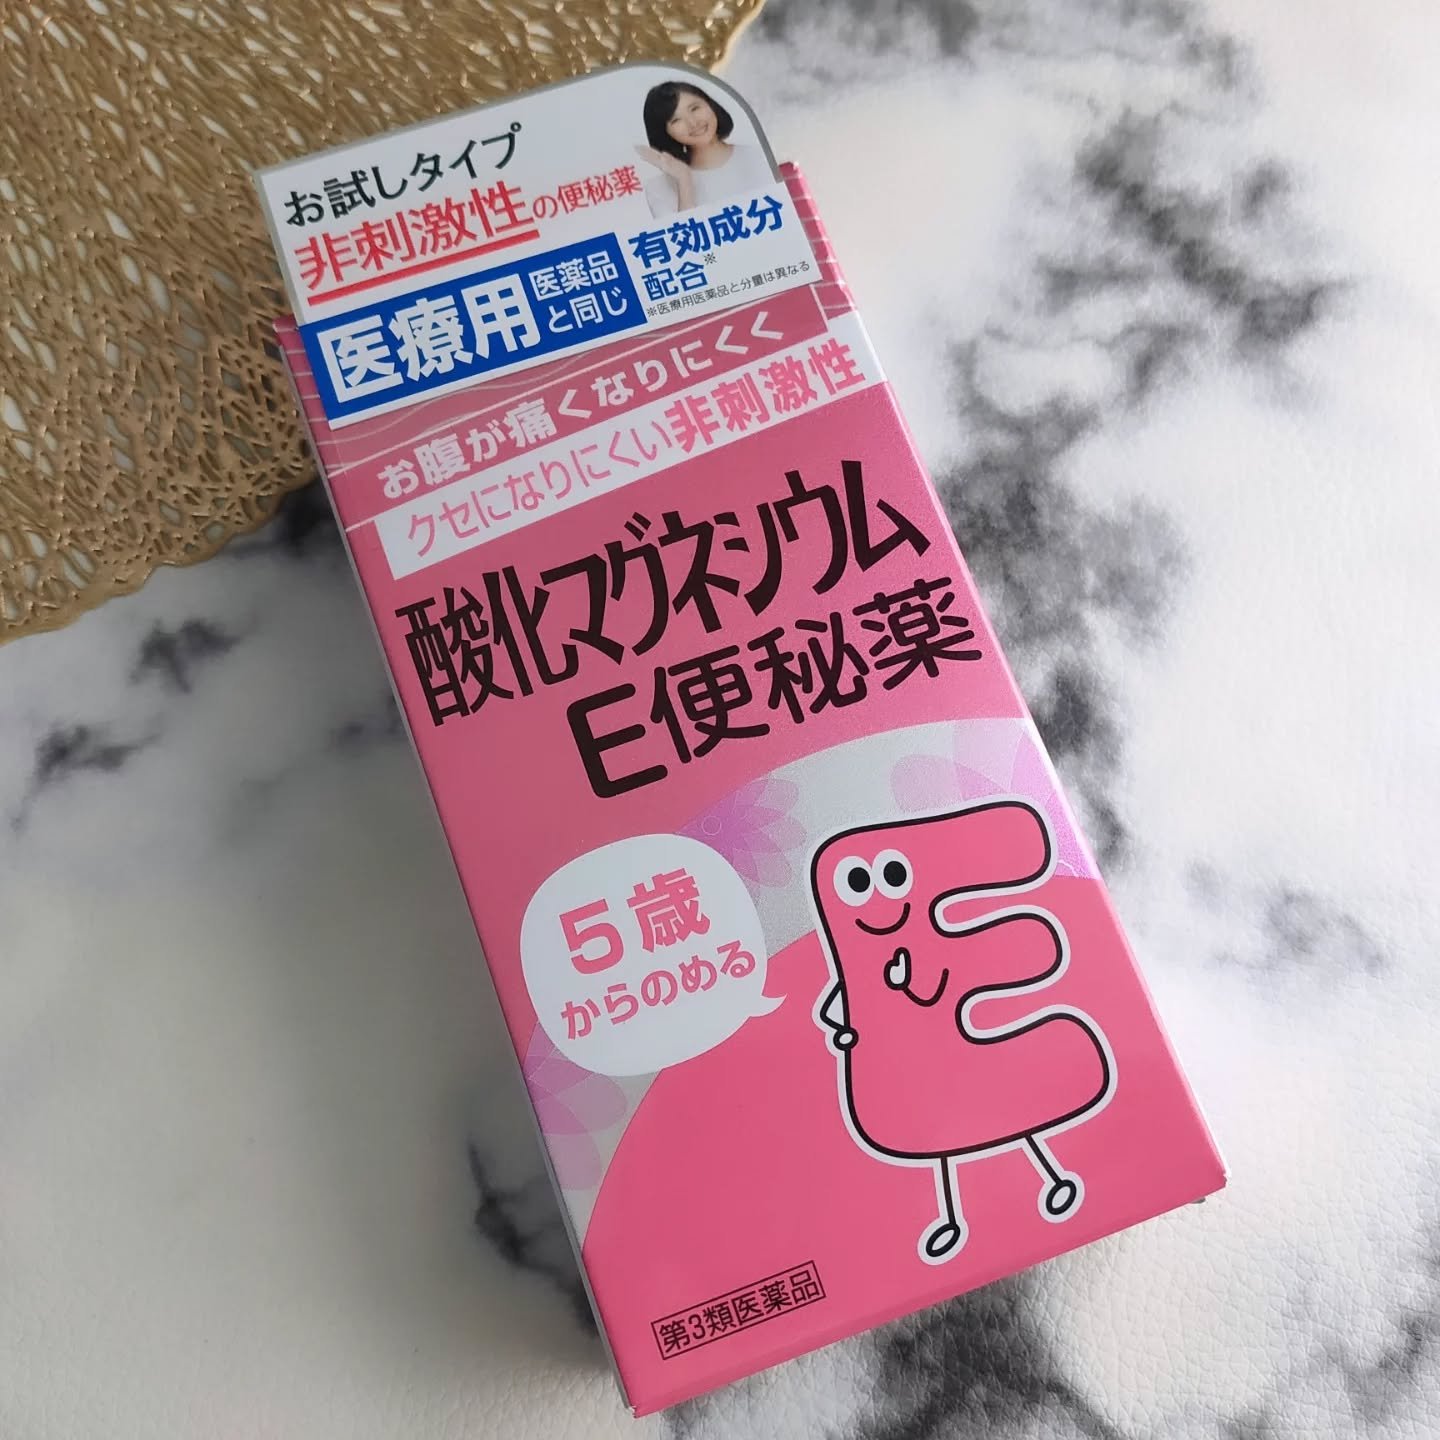 お試しタイプ
非刺激性の便秘薬
医療用医薬品と同じ
有効成分配合※
※医療用医薬品と分量は異なる
お腹が痛くなりにくく
クセになりにくい非刺激性
酸化マグネシウム
E便秘薬
5歳
からのめる
第3類医薬品